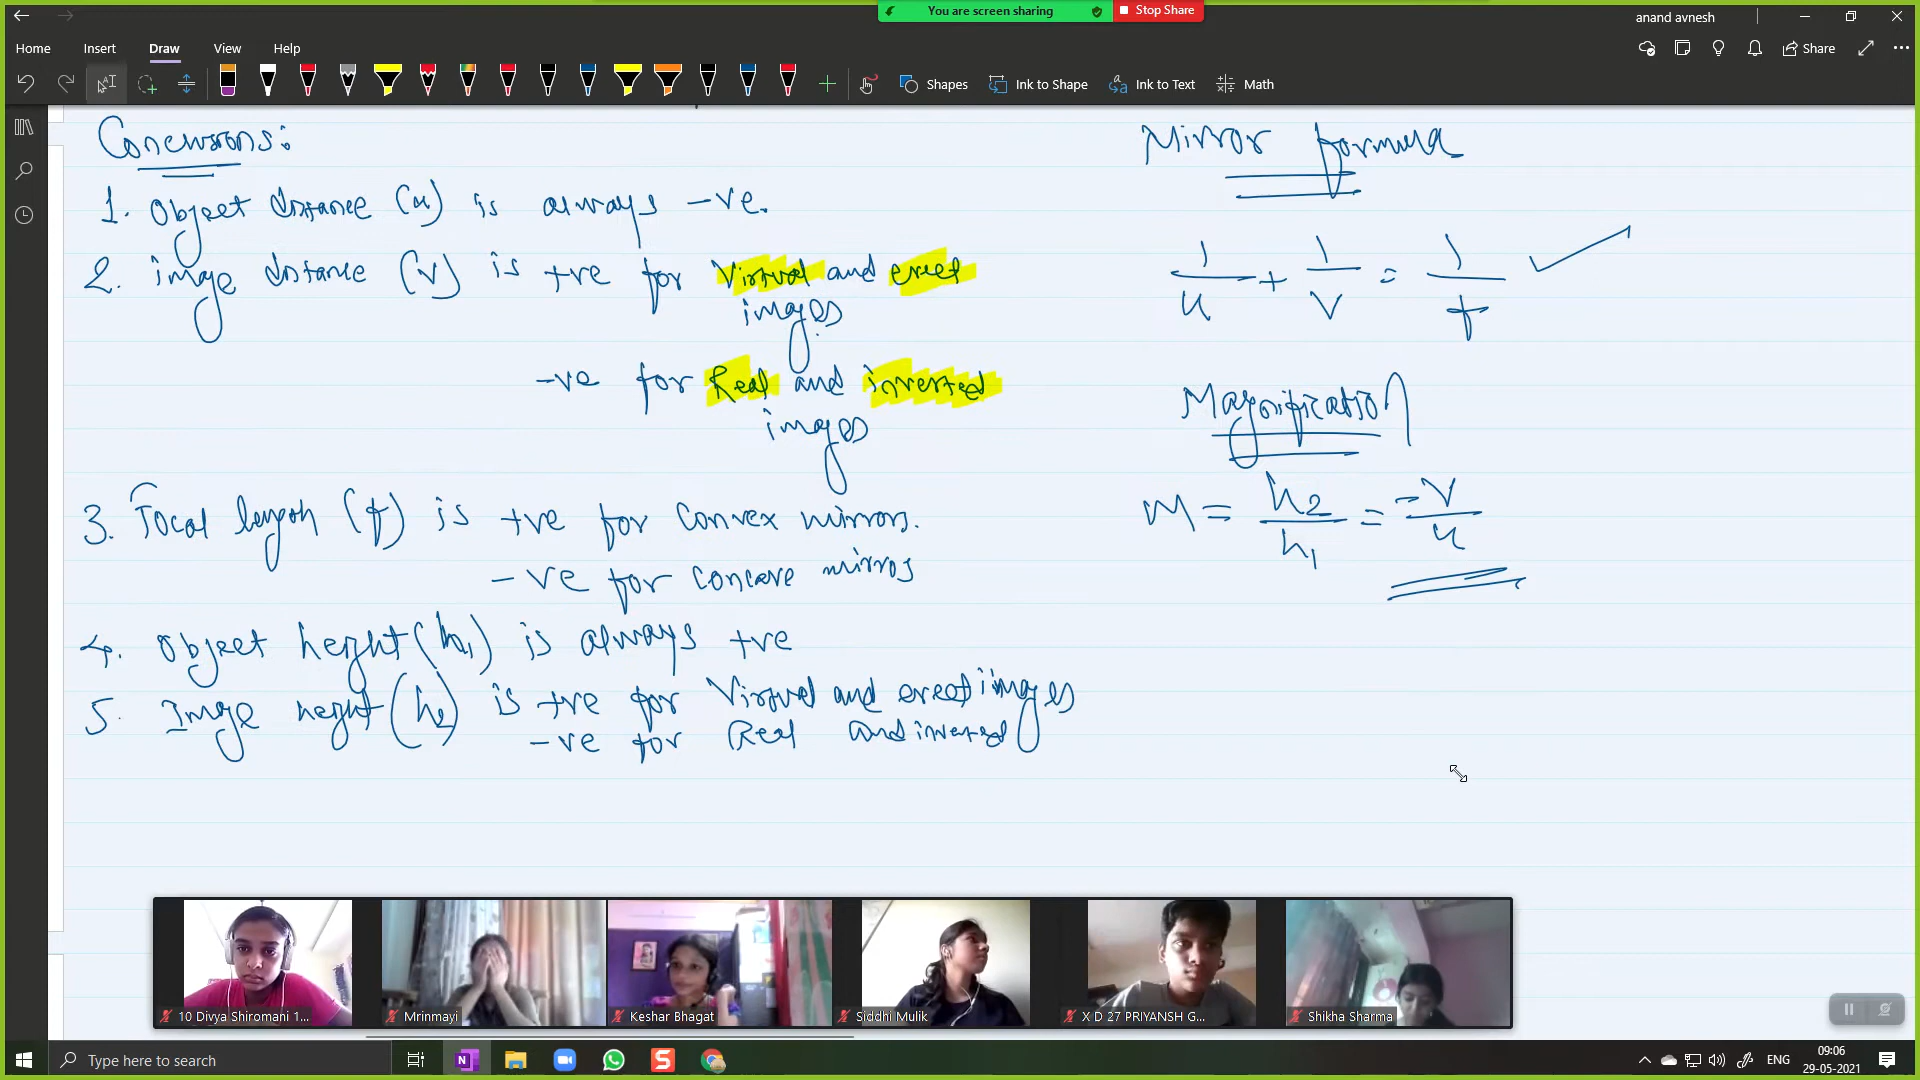 You are screen sharing
Stop Share
anand avnesh
Home Insert Draw View Help
Share
Shapes
Ink to Shape
Ink to Text
Math
Conclusions:
1. Object distance (u) is always -ve.
2. image distance (v) is +ve for Virtual and erect
images
-ve for Real and inverted
images
3. Focal length (f) is +ve for Convex mirrors.
- ve for concave mirrors
4. Object height (h1) is always +ve
5. Image height (h2) is +ve for Virtual and erect images
-ve for Real and inverted
Mirror formula
1/u + 1/v = 1/f
Magnification
M = h2/h1 = -v/u
10 Divya Shiromani 1...
Mrinmayi
Keshar Bhagat
Siddhi Mulik
X D 27 PRIYANSH G...
Shikha Sharma
Type here to search
ENG
09:06
29-05-2021